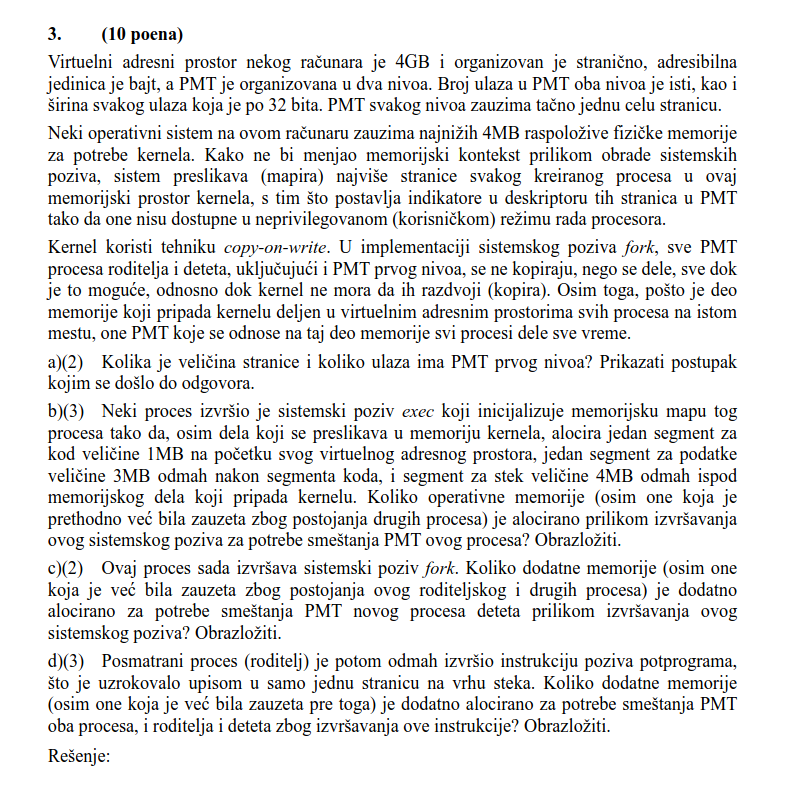 3. (10 poena)
Virtuelni adresni prostor nekog računara je 4GB i organizovan je stranično, adresibilna
jedinica je bajt, a PMT je organizovana u dva nivoa. Broj ulaza u PMT oba nivoa je isti, kao i
širina svakog ulaza koja je po 32 bita. PMT svakog nivoa zauzima tačno jednu celu stranicu.
Neki operativni sistem na ovom računaru zauzima najnižih 4MB raspoložive fizičke memorije
za potrebe kernela. Kako ne bi menjao memorijski kontekst prilikom obrade sistemskih
poziva, sistem preslikava (mapira) najviše stranice svakog kreiranog procesa u ovaj
memorijski prostor kernela, s tim što postavlja indikatore u deskriptoru tih stranica u PMT
tako da one nisu dostupne u neprivilegovanom (korisničkom) režimu rada procesora.
Kernel koristi tehniku copy-on-write. U implementaciji sistemskog poziva fork, sve PMT
procesa roditelja i deteta, uključujući i PMT prvog nivoa, se ne kopiraju, nego se dele, sve dok
je to moguće, odnosno dok kernel ne mora da ih razdvoji (kopira). Osim toga, pošto je deo
memorije koji pripada kernelu deljen u virtuelnim adresnim prostorima svih procesa na istom
mestu, one PMT koje se odnose na taj deo memorije svi procesi dele sve vreme.
a)(2) Kolika je veličina stranice i koliko ulaza ima PMT prvog nivoa? Prikazati postupak
kojim se došlo do odgovora.
b)(3) Neki proces izvršio je sistemski poziv exec koji inicijalizuje memorijsku mapu tog
procesa tako da, osim dela koji se preslikava u memoriju kernela, alocira jedan segment za
kod veličine 1MB na početku svog virtuelnog adresnog prostora, jedan segment za podatke
veličine 3MB odmah nakon segmenta koda, i segment za stek veličine 4MB odmah ispod
memorijskog dela koji pripada kernelu. Koliko operativne memorije (osim one koja je
prethodno već bila zauzeta zbog postojanja drugih procesa) je alocirano prilikom izvršavanja
ovog sistemskog poziva za potrebe smeštanja PMT ovog procesa? Obrazložiti.
c)(2) Ovaj proces sada izvršava sistemski poziv fork. Koliko dodatne memorije (osim one
koja je već bila zauzeta zbog postojanja ovog roditeljskog i drugih procesa) je dodatno
alocirano za potrebe smeštanja PMT novog procesa deteta prilikom izvršavanja ovog
sistemskog poziva? Obrazložiti.
d)(3) Posmatrani proces (roditelj) je potom odmah izvršio instrukciju poziva potprograma,
što je uzrokovalo upisom u samo jednu stranicu na vrhu steka. Koliko dodatne memorije
(osim one koja je već bila zauzeta pre toga) je dodatno alocirano za potrebe smeštanja PMT
oba procesa, i roditelja i deteta zbog izvršavanja ove instrukcije? Obrazložiti.
Rešenje: